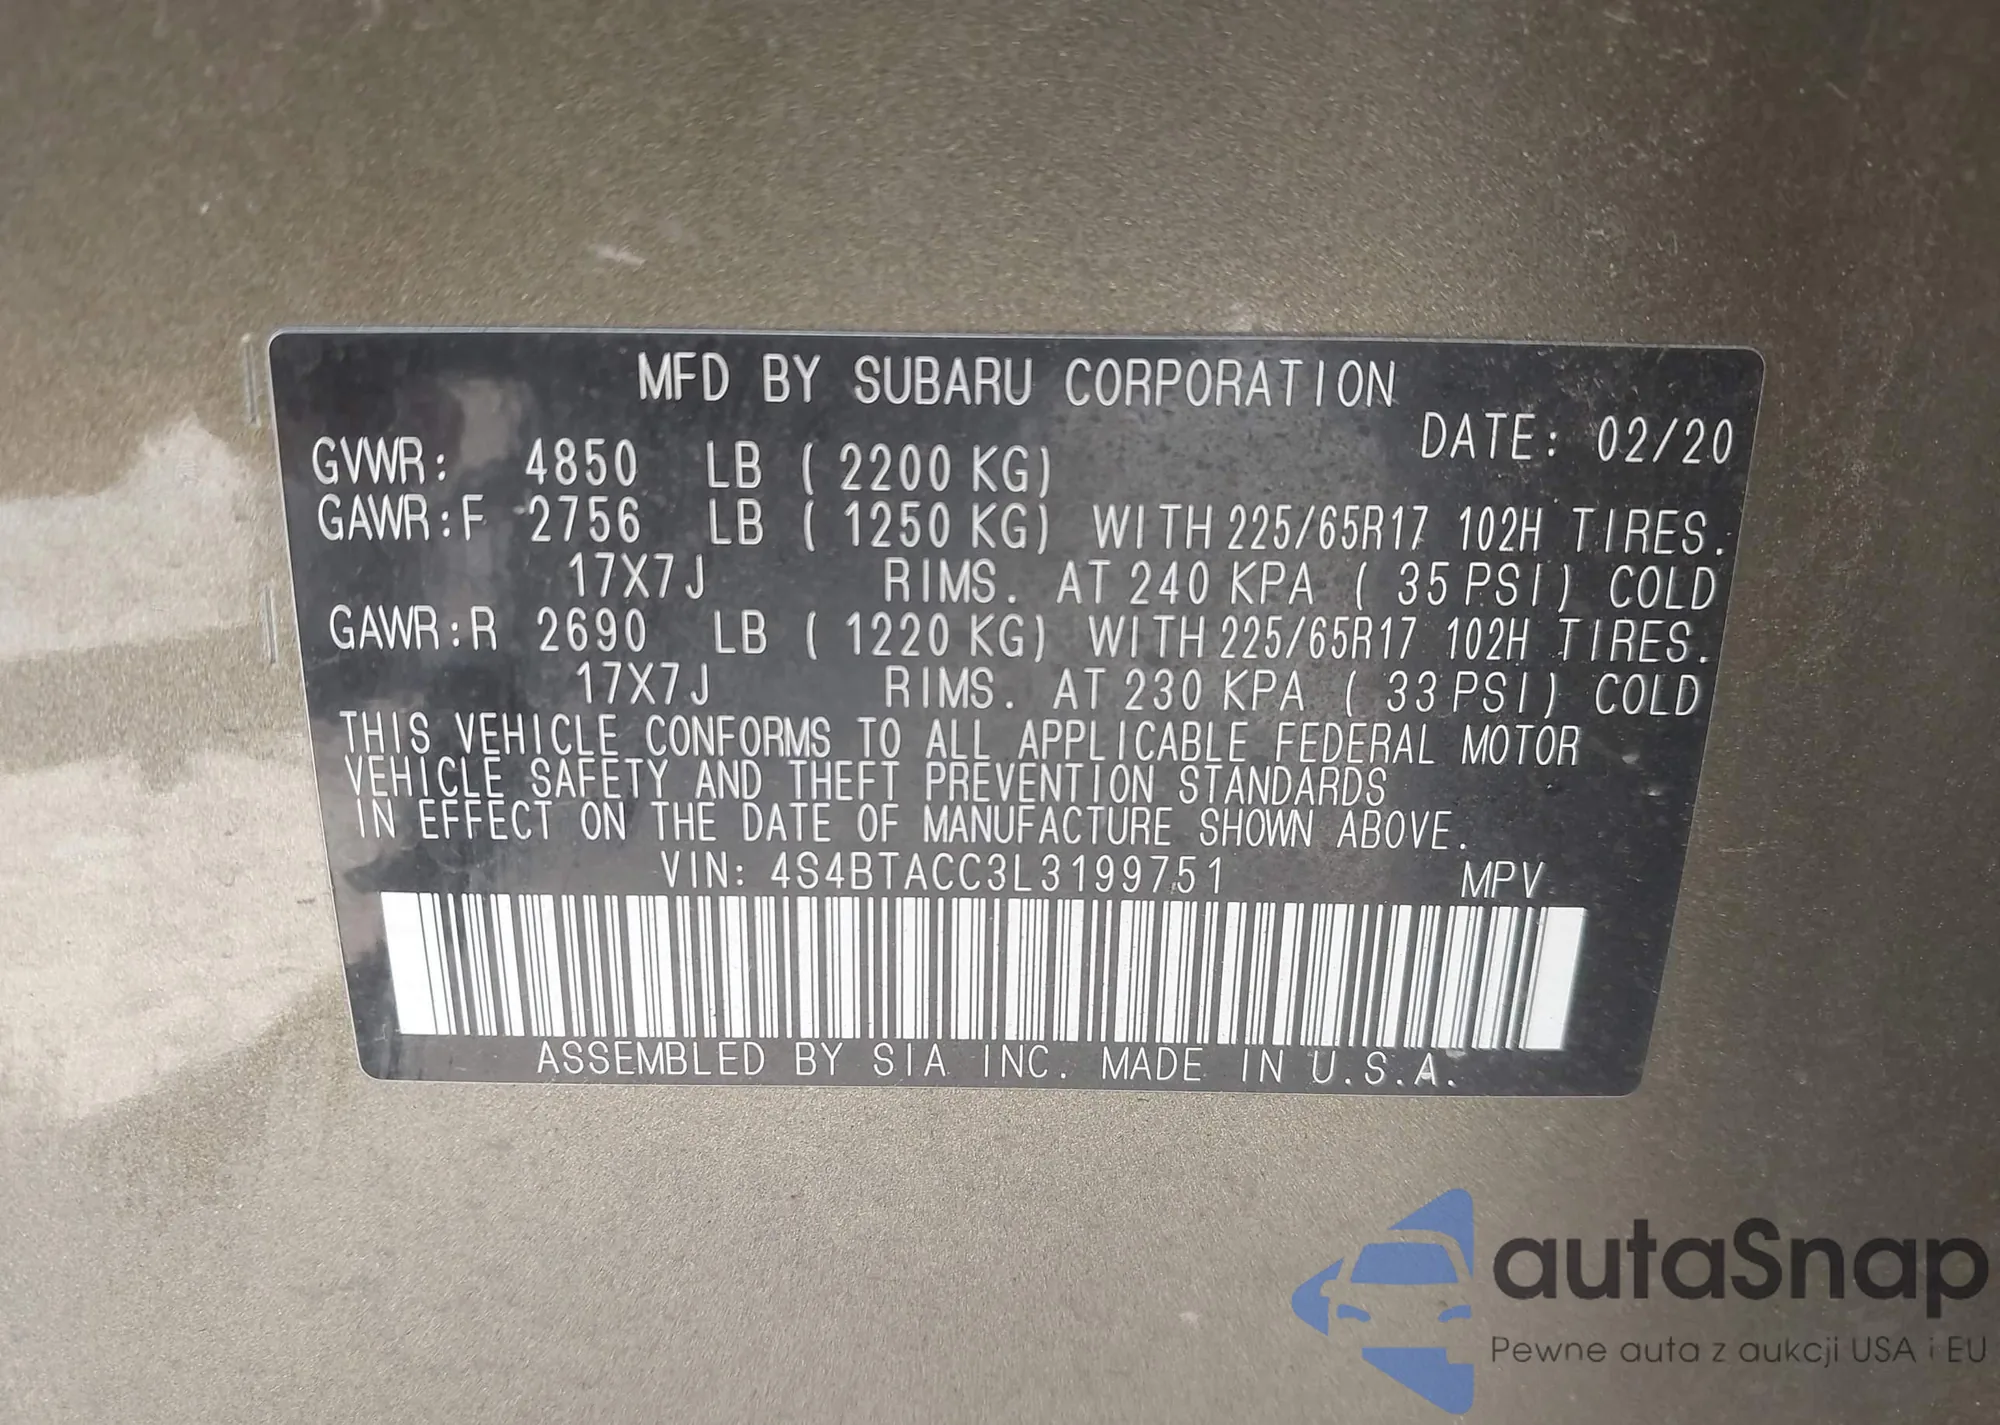 MFD BY SUBARU CORPORATION
DATE: 02/20
GVWR: 4850 LB ( 2200 KG)
GAWR:F 2756 LB ( 1250 KG) WITH 225/65R17 102H TIRES.
17X7J RIMS. AT 240 KPA ( 35 PSI) COLD
GAWR:R 2690 LB ( 1220 KG) WITH 225/65R17 102H TIRES.
17X7J RIMS. AT 230 KPA ( 33 PSI) COLD
THIS VEHICLE CONFORMS TO ALL APPLICABLE FEDERAL MOTOR
VEHICLE SAFETY AND THEFT PREVENTION STANDARDS
IN EFFECT ON THE DATE OF MANUFACTURE SHOWN ABOVE.
VIN: 4S4BTACC3L3199751 MPV
ASSEMBLED BY SIA INC. MADE IN U.S.A.
autaSnap
Pewne auta z aukcji USA i EU